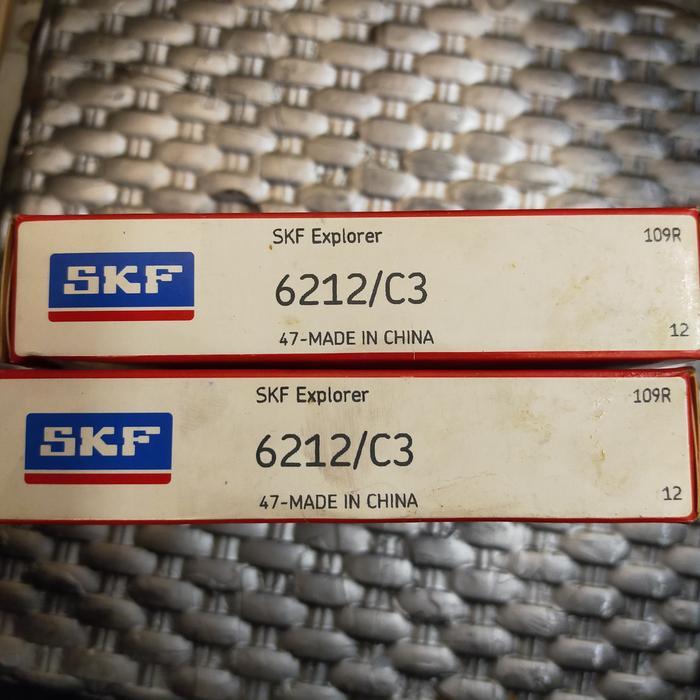 SKF Explorer 109R
SKF
6212/C3
47-MADE IN CHINA 12
SKF Explorer 109R
SKF
6212/C3
47-MADE IN CHINA 12